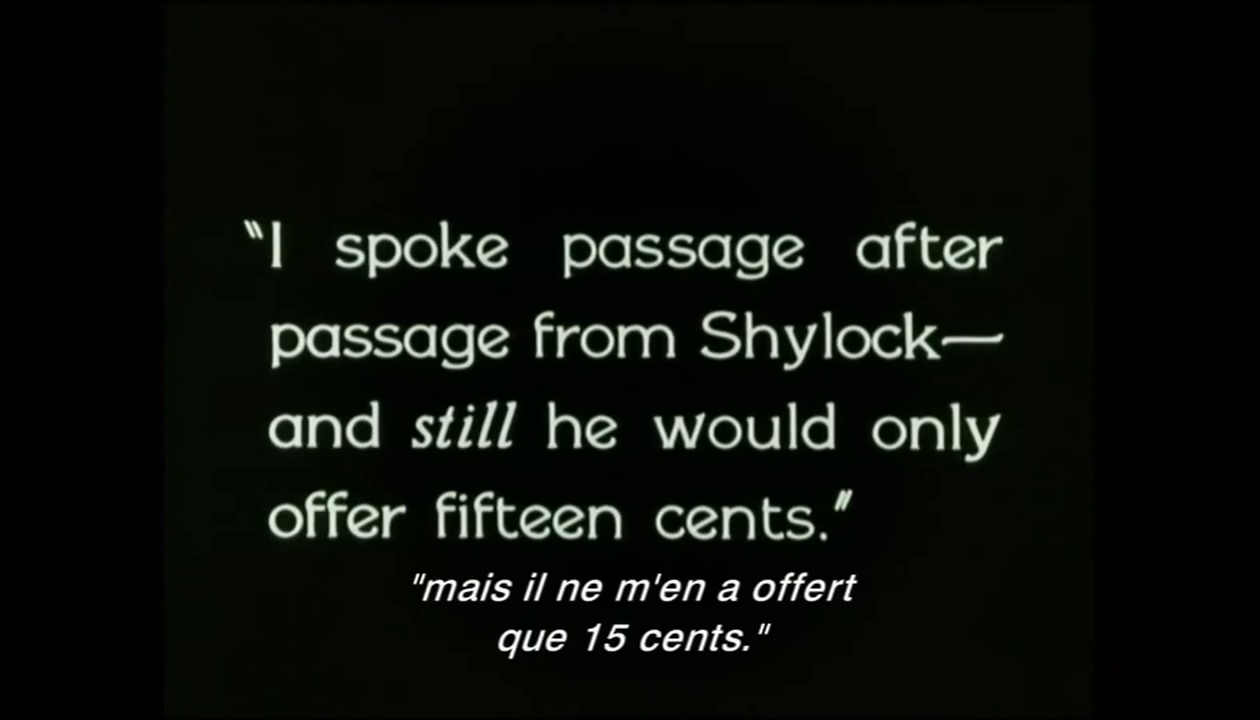 "I spoke passage after
passage from Shylock—
and still he would only
offer fifteen cents."
"mais il ne m'en a offert
que 15 cents."